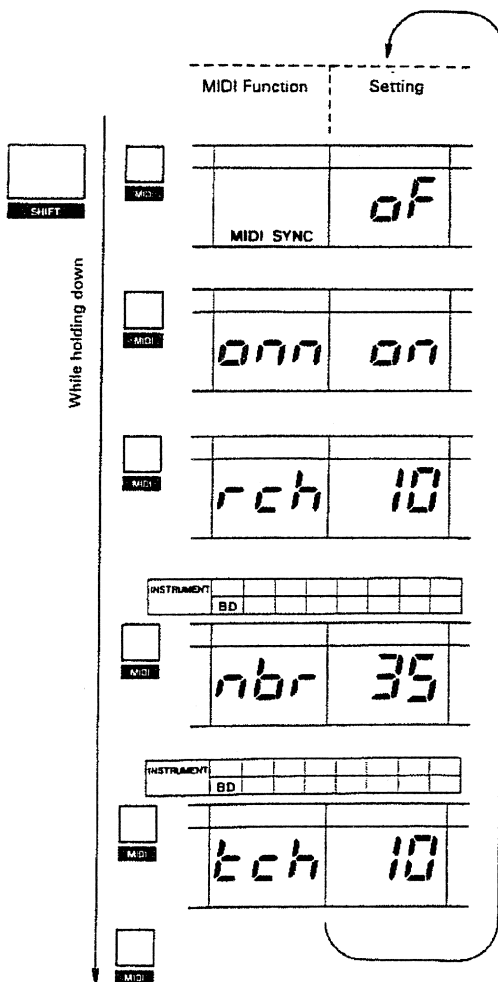 MIDI Function Setting
SHIFT
While holding down
MIDI
oF
MIDI SYNC
MIDI
onn on
MIDI
rch 10
INSTRUMENT
BD
MIDI
nbr 35
INSTRUMENT
BD
MIDI
tch 10
MIDI